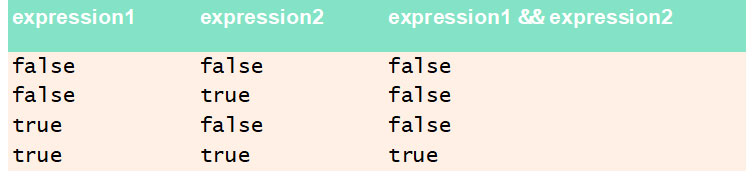 expression1 expression2 expression1 && expression2
false false false
false true false
true false false
true true true